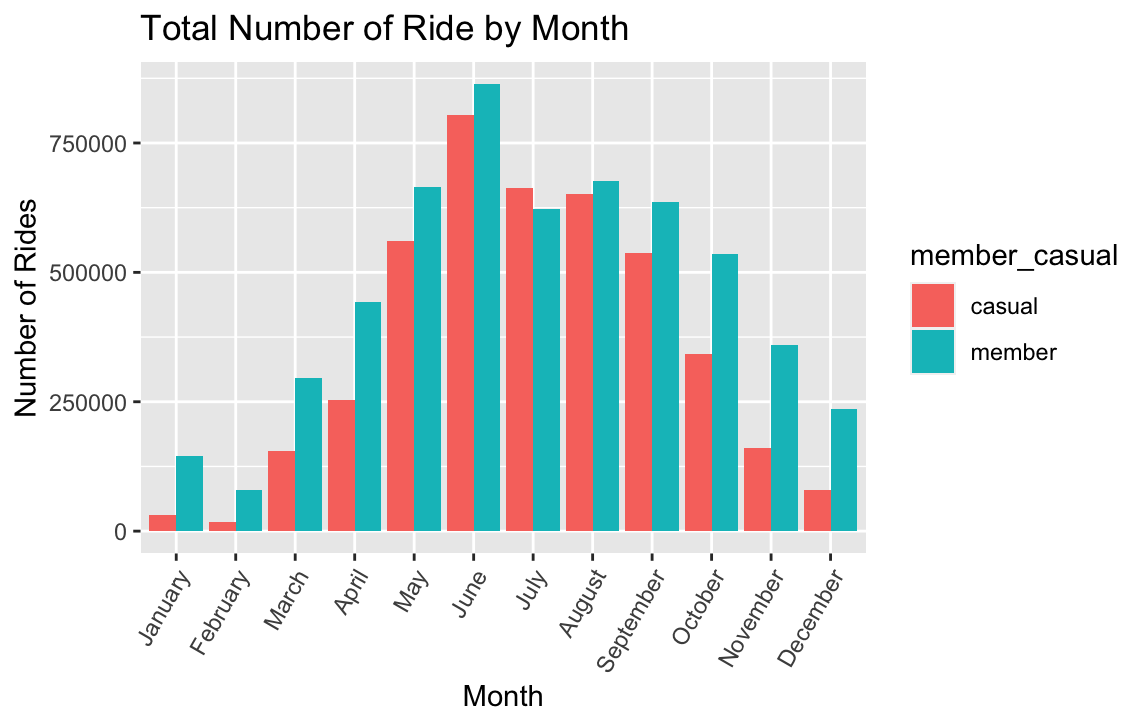 Total Number of Ride by Month
Number of Rides
750000
500000
250000
0
January
February
March
April
May
June
July
August
September
October
November
December
Month
member_casual
casual
member